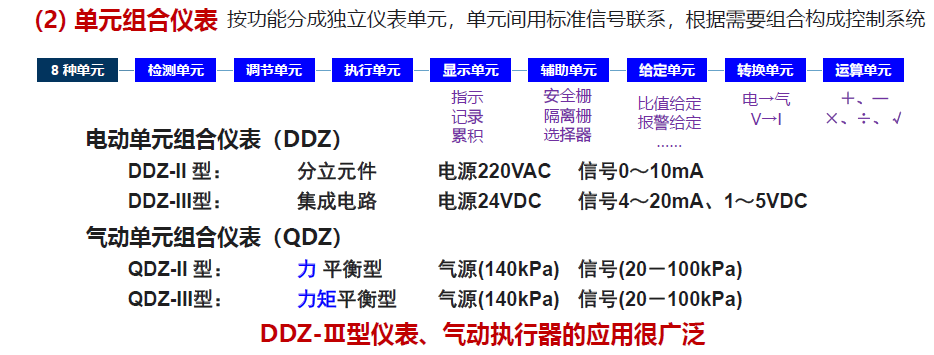 (2) 单元组合仪表 按功能分成独立仪表单元，单元间用标准信号联系，根据需要组合构成控制系统
8 种单元 检测单元 调节单元 执行单元 显示单元 辅助单元 给定单元 转换单元 运算单元
指示 安全栅 比值给定 电→气 ＋、—
记录 隔离栅 报警给定 V→I ×、÷、√
累积 选择器 ......
电动单元组合仪表（DDZ）
DDZ-II 型： 分立元件 电源220VAC 信号0～10mA
DDZ-III型： 集成电路 电源24VDC 信号4～20mA、1～5VDC
气动单元组合仪表（QDZ）
QDZ-II 型： 力 平衡型 气源(140kPa) 信号(20－100kPa)
QDZ-III型： 力矩平衡型 气源(140kPa) 信号(20－100kPa)
DDZ-Ⅲ型仪表、气动执行器的应用很广泛